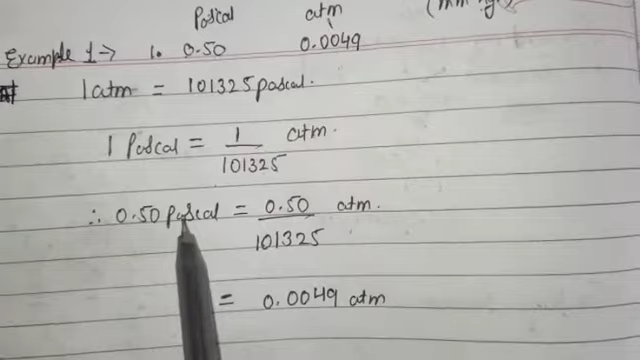 Pascal atm
Example 1→ 1. 0.50 0.0049
1 atm = 101325 pascal.
1 Pascal = 1/101325 atm.
∴ 0.50 pascal = 0.50/101325 atm.
= 0.0049 atm